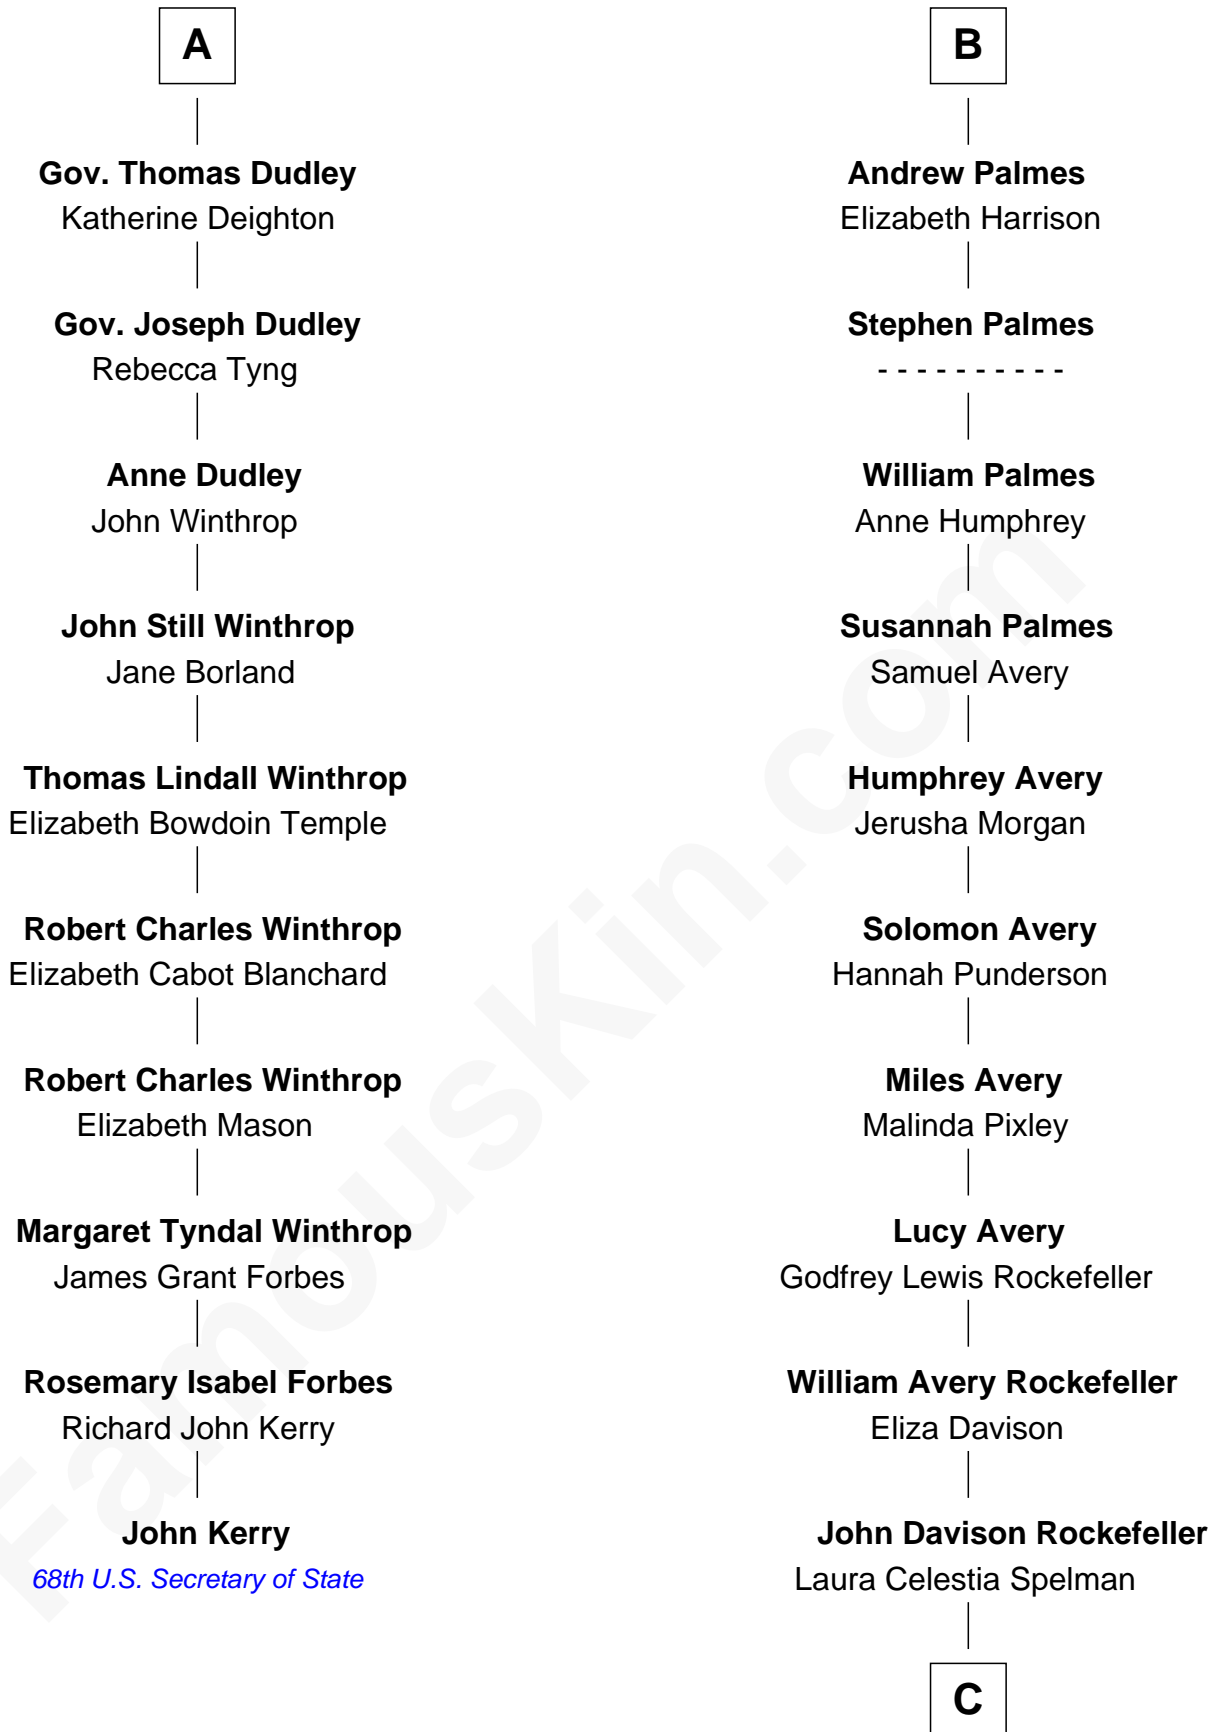 A
Gov. Thomas Dudley
Katherine Deighton
Gov. Joseph Dudley
Rebecca Tyng
Anne Dudley
John Winthrop
John Still Winthrop
Jane Borland
Thomas Lindall Winthrop
Elizabeth Bowdoin Temple
Robert Charles Winthrop
Elizabeth Cabot Blanchard
Robert Charles Winthrop
Elizabeth Mason
Margaret Tyndal Winthrop
James Grant Forbes
Rosemary Isabel Forbes
Richard John Kerry
John Kerry
68th U.S. Secretary of State
B
Andrew Palmes
Elizabeth Harrison
Stephen Palmes
- - - - - - - - - -
William Palmes
Anne Humphrey
Susannah Palmes
Samuel Avery
Humphrey Avery
Jerusha Morgan
Solomon Avery
Hannah Punderson
Miles Avery
Malinda Pixley
Lucy Avery
Godfrey Lewis Rockefeller
William Avery Rockefeller
Eliza Davison
John Davison Rockefeller
Laura Celestia Spelman
C
FamousKin.com